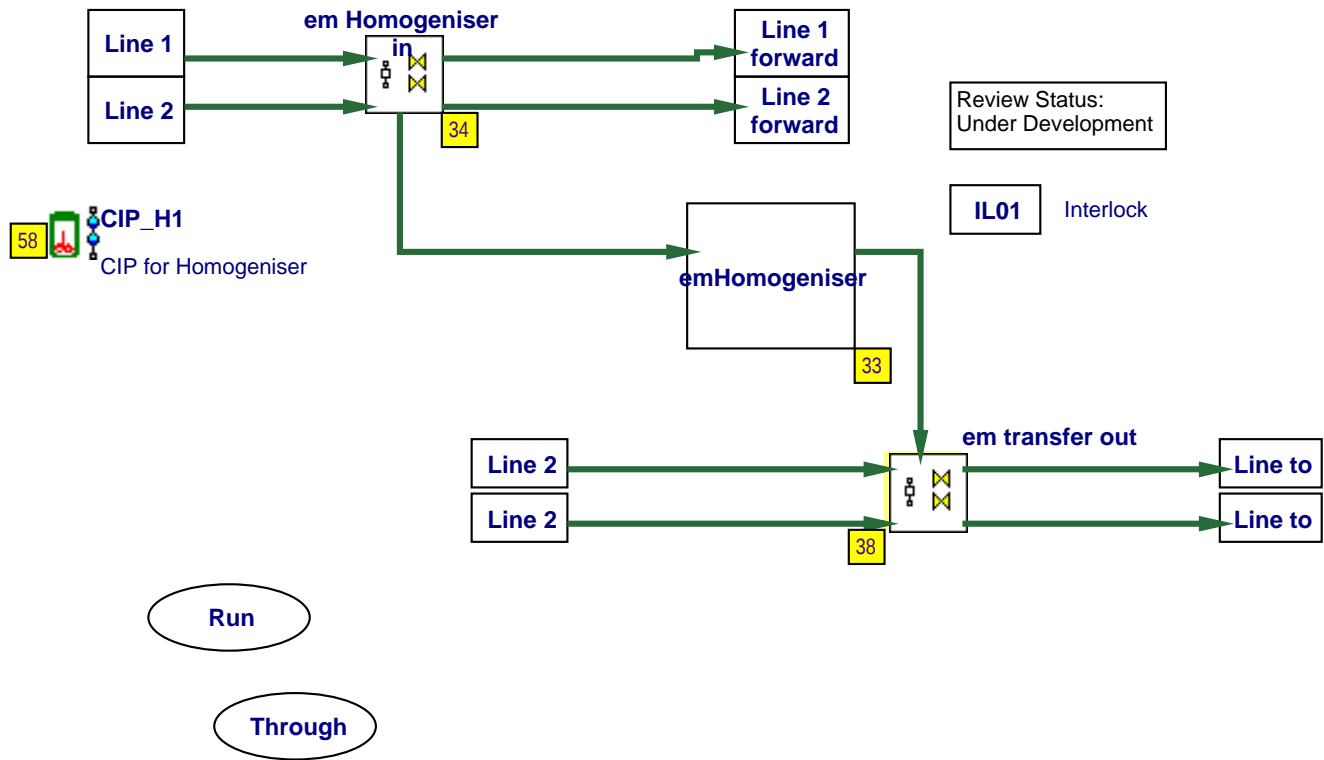 em Homogeniser
in
Line 1
Line 2
34
Line 1
forward
Line 2
forward
Review Status:
Under Development
IL01
Interlock
58
CIP_H1
CIP for Homogeniser
emHomogeniser
33
em transfer out
Line 2
Line 2
38
Line to
Line to
Run
Through